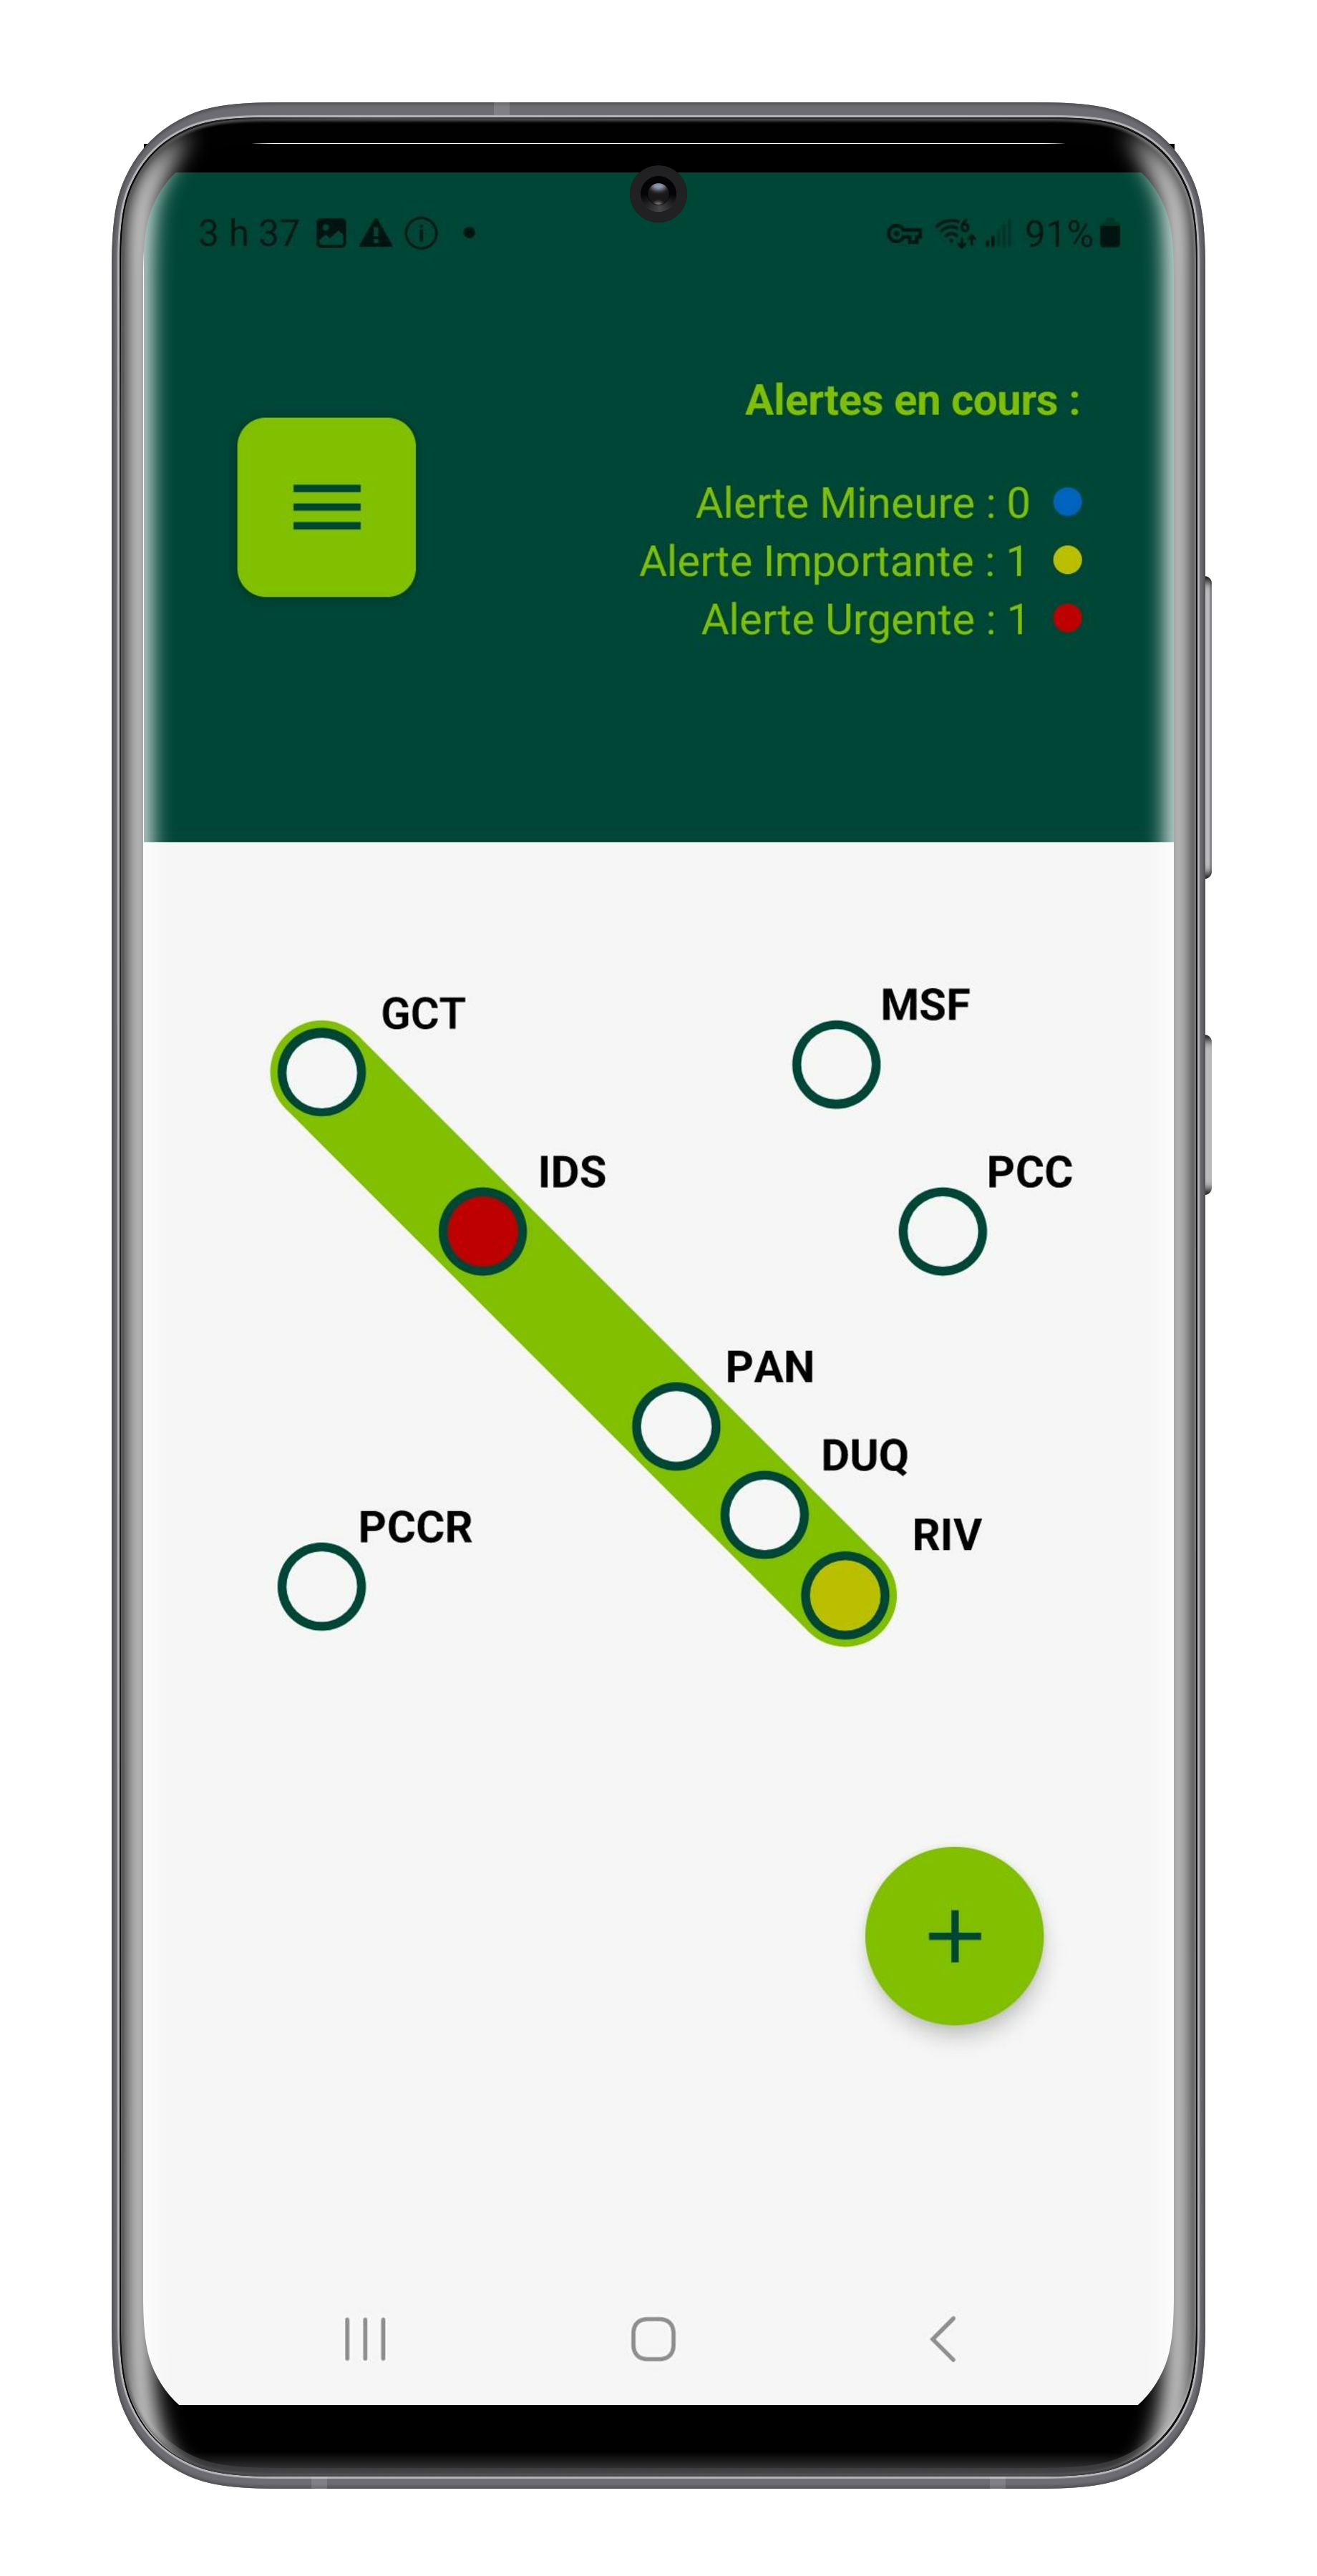 3 h 37 91%
Alertes en cours :
Alerte Mineure : 0
Alerte Importante : 1
Alerte Urgente : 1
GCT
MSF
IDS
PCC
PAN
DUQ
PCCR
RIV